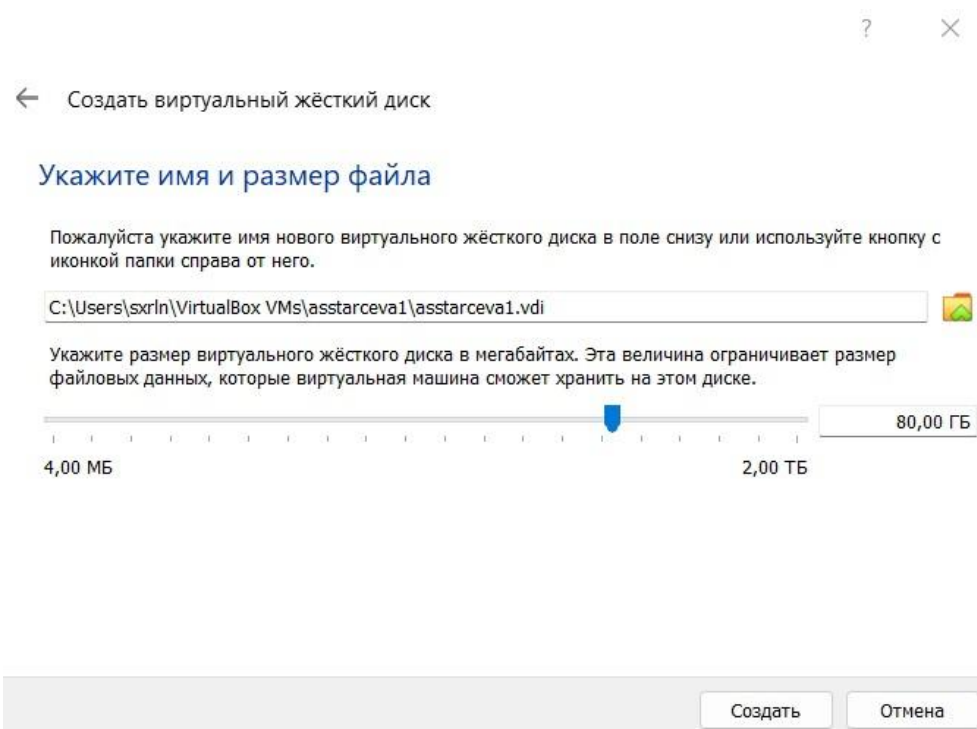 ?
Создать виртуальный жёсткий диск
Укажите имя и размер файла
Пожалуйста укажите имя нового виртуального жёсткого диска в поле снизу или используйте кнопку с
иконкой папки справа от него.
C:\Users\sxrln\VirtualBox VMs\asstarceva1\asstarceva1.vdi
Укажите размер виртуального жёсткого диска в мегабайтах. Эта величина ограничивает размер
файловых данных, которые виртуальная машина сможет хранить на этом диске.
80,00 ГБ
4,00 МБ 2,00 ТБ
Создать Отмена